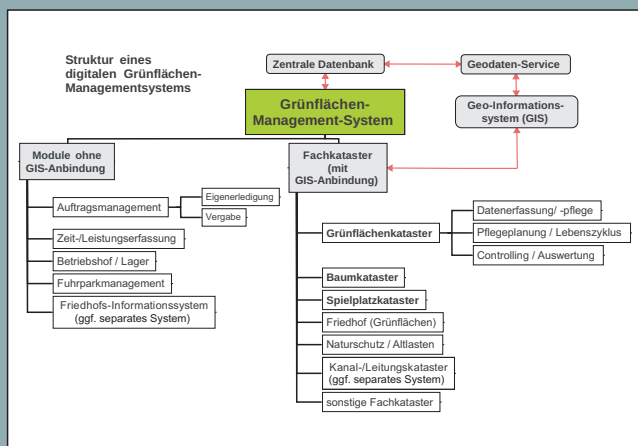 Struktur eines
digitalen Grünflächen-
Managementsystems
Zentrale Datenbank
Geodaten-Service
Grünflächen-
Management-System
Geo-Informations-
system (GIS)
Module ohne
GIS-Anbindung
Fachkataster
(mit
GIS-Anbindung)
Auftragsmanagement
Eigenerledigung
Vergabe
Zeit-/Leistungserfassung
Betriebshof / Lager
Fuhrparkmanagement
Friedhofs-Informationssystem
(ggf. separates System)
Grünflächenkataster
Datenerfassung/ -pflege
Pflegeplanung / Lebenszyklus
Controlling / Auswertung
Baumkataster
Spielplatzkataster
Friedhof (Grünflächen)
Naturschutz / Altlasten
Kanal-/Leitungskataster
(ggf. separates System)
sonstige Fachkataster